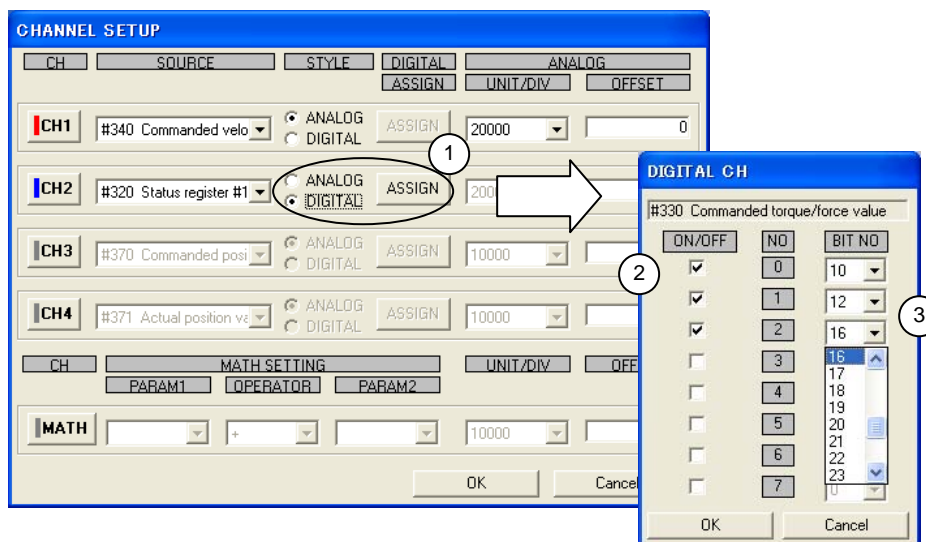 CHANNEL SETUP
CH SOURCE STYLE DIGITAL ANALOG
ASSIGN UNIT/DIV OFFSET
CH1 #340 Commanded velo ANALOG DIGITAL ASSIGN 20000 0
1
CH2 #320 Status register #1 ANALOG DIGITAL ASSIGN 200
CH3 #370 Commanded posi ANALOG DIGITAL ASSIGN 10000
CH4 #371 Actual position va ANALOG DIGITAL ASSIGN 10000
CH MATH SETTING UNIT/DIV OFF
PARAM1 OPERATOR PARAM2
MATH + 10000
OK Cancel
DIGITAL CH
#330 Commanded torque/force value
ON/OFF NO BIT NO
2
0 10
1 12
3
2 16
3 16
17
4 18
19
5 20
21
6 22
23
7 0
OK Cancel